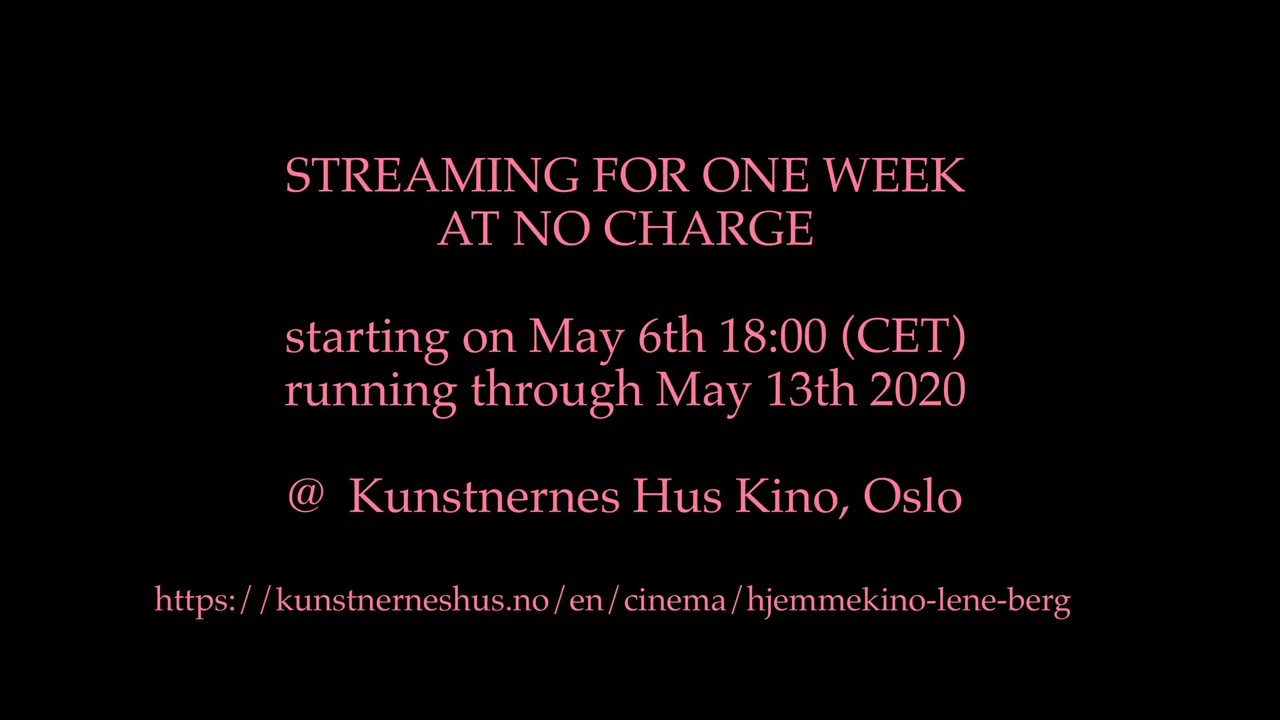 STREAMING FOR ONE WEEK
AT NO CHARGE
starting on May 6th 18:00 (CET)
running through May 13th 2020
@ Kunstnernes Hus Kino, Oslo
https://kunstnerneshus.no/en/cinema/hjemmekino-lene-berg